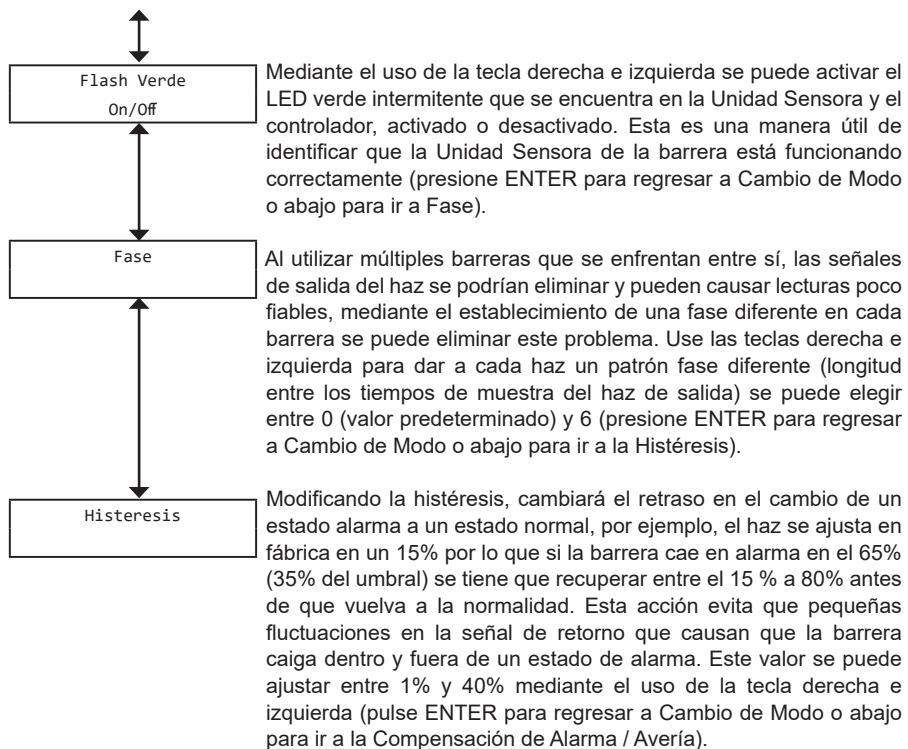 Flash Verde
On/Off
Mediante el uso de la tecla derecha e izquierda se puede activar el
LED verde intermitente que se encuentra en la Unidad Sensora y el
controlador, activado o desactivado. Esta es una manera útil de
identificar que la Unidad Sensora de la barrera está funcionando
correctamente (presione ENTER para regresar a Cambio de Modo
o abajo para ir a Fase).
Fase
Al utilizar múltiples barreras que se enfrentan entre sí, las señales
de salida del haz se podrían eliminar y pueden causar lecturas poco
fiables, mediante el establecimiento de una fase diferente en cada
barrera se puede eliminar este problema. Use las teclas derecha e
izquierda para dar a cada haz un patrón fase diferente (longitud
entre los tiempos de muestra del haz de salida) se puede elegir
entre 0 (valor predeterminado) y 6 (presione ENTER para regresar
a Cambio de Modo o abajo para ir a la Histéresis).
Histeresis
Modificando la histéresis, cambiará el retraso en el cambio de un
estado alarma a un estado normal, por ejemplo, el haz se ajusta en
fábrica en un 15% por lo que si la barrera cae en alarma en el 65%
(35% del umbral) se tiene que recuperar entre el 15 % a 80% antes
de que vuelva a la normalidad. Esta acción evita que pequeñas
fluctuaciones en la señal de retorno que causan que la barrera
caiga dentro y fuera de un estado de alarma. Este valor se puede
ajustar entre 1% y 40% mediante el uso de la tecla derecha e
izquierda (pulse ENTER para regresar a Cambio de Modo o abajo
para ir a la Compensación de Alarma / Avería).